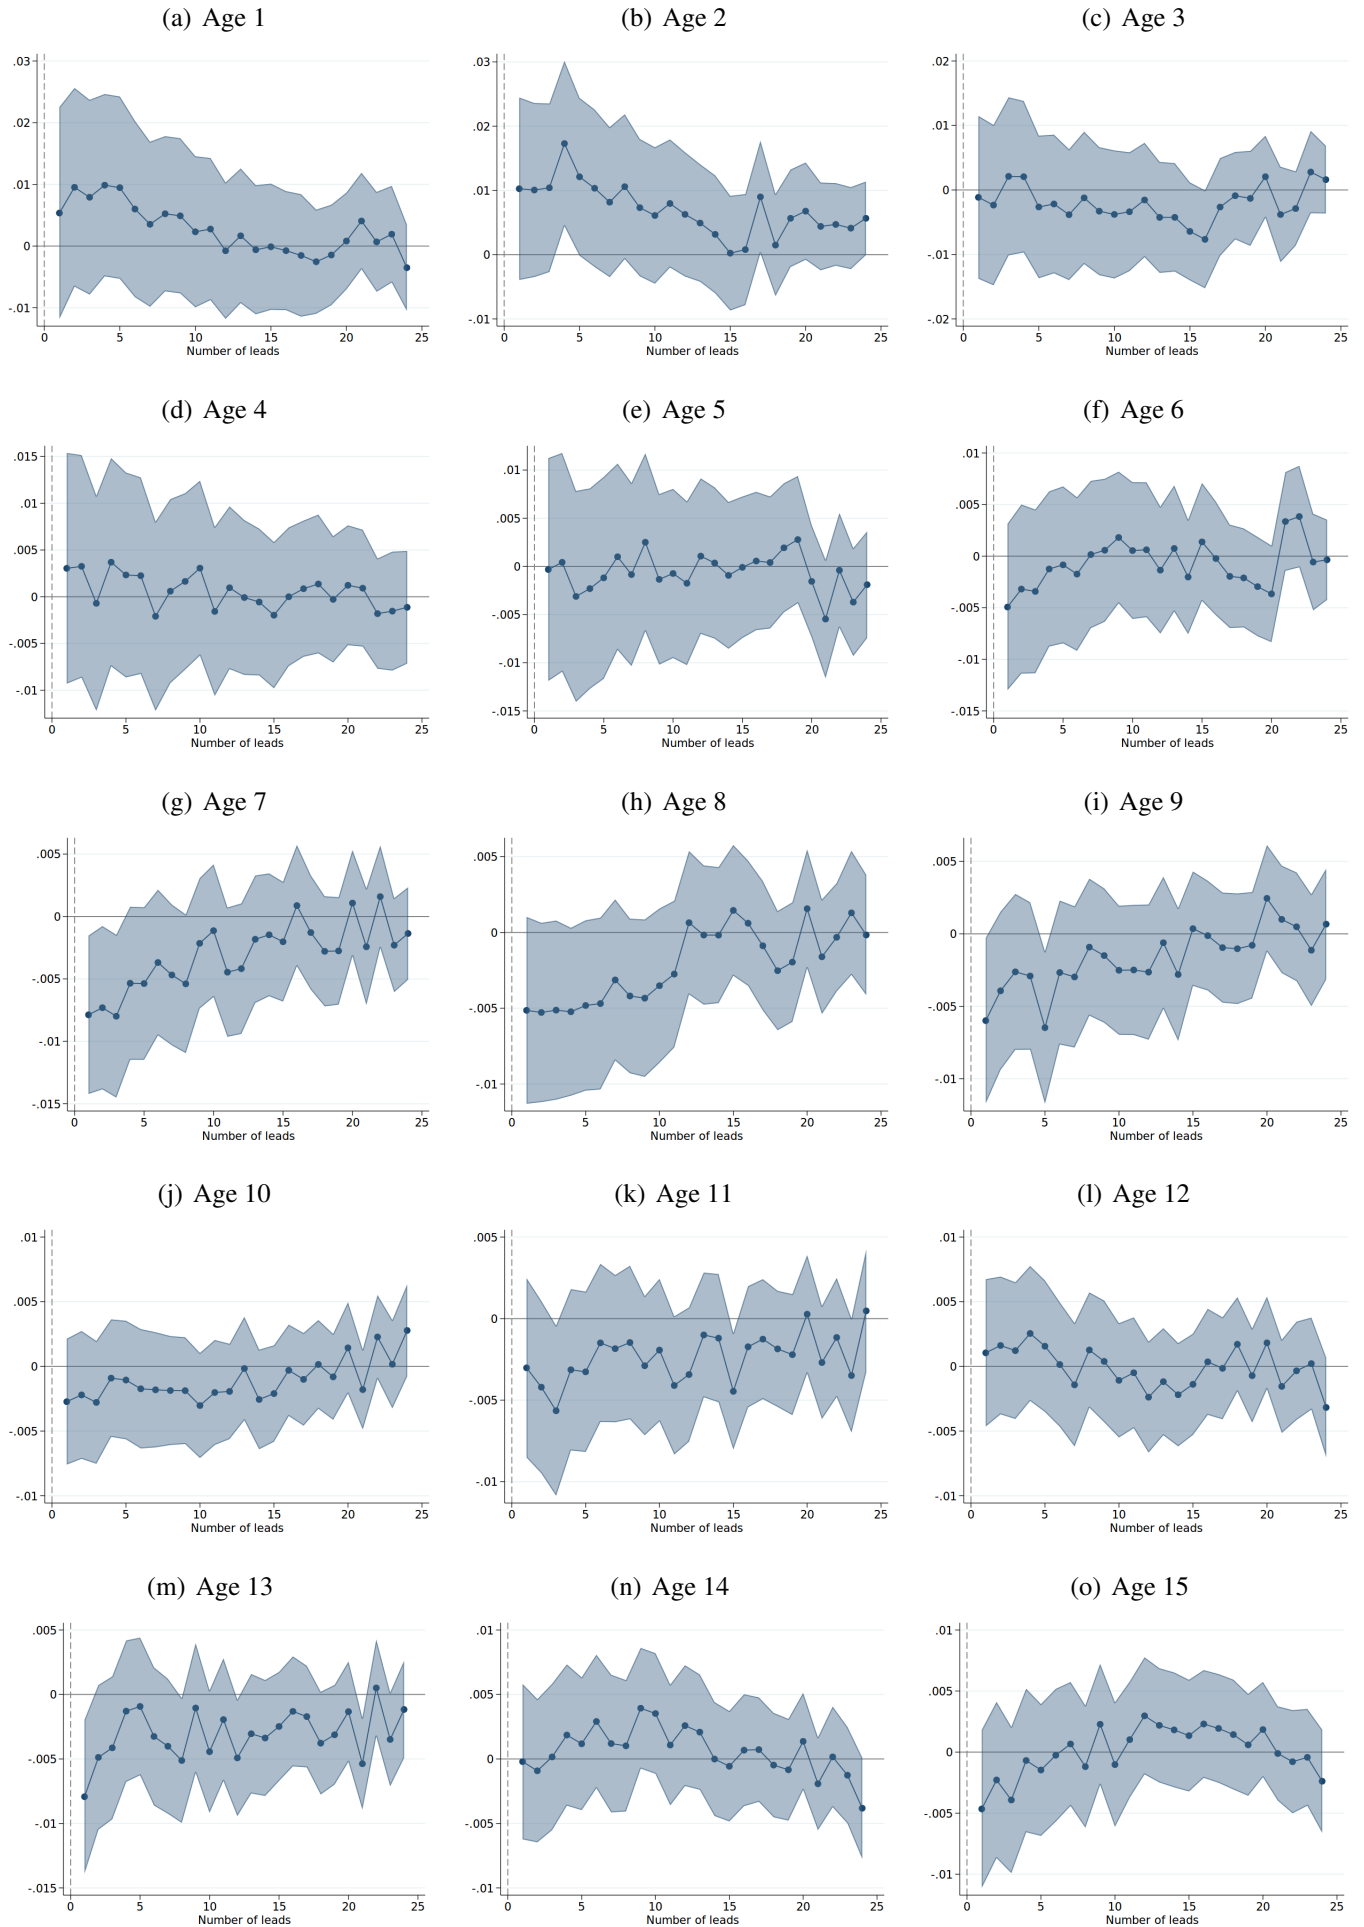 (a) Age 1
(b) Age 2
(c) Age 3
.03
.02
.01
0
-.01
0 5 10 15 20 25
Number of leads
.03
.02
.01
0
-.01
0 5 10 15 20 25
Number of leads
.02
.01
0
-.01
-.02
0 5 10 15 20 25
Number of leads
(d) Age 4
(e) Age 5
(f) Age 6
.015
.01
.005
0
-.005
-.01
0 5 10 15 20 25
Number of leads
.01
.005
0
-.005
-.01
-.015
0 5 10 15 20 25
Number of leads
.01
.005
0
-.005
-.01
-.015
0 5 10 15 20 25
Number of leads
(g) Age 7
(h) Age 8
(i) Age 9
.005
0
-.005
-.01
-.015
0 5 10 15 20 25
Number of leads
.005
0
-.005
-.01
0 5 10 15 20 25
Number of leads
.005
0
-.005
-.01
0 5 10 15 20 25
Number of leads
(j) Age 10
(k) Age 11
(l) Age 12
.01
.005
0
-.005
-.01
0 5 10 15 20 25
Number of leads
.005
0
-.005
-.01
0 5 10 15 20 25
Number of leads
.01
.005
0
-.005
-.01
0 5 10 15 20 25
Number of leads
(m) Age 13
(n) Age 14
(o) Age 15
.005
0
-.005
-.01
-.015
0 5 10 15 20 25
Number of leads
.01
.005
0
-.005
-.01
0 5 10 15 20 25
Number of leads
.01
.005
0
-.005
-.01
0 5 10 15 20 25
Number of leads